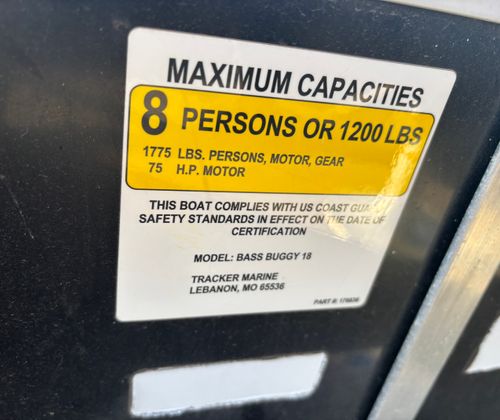 MAXIMUM CAPACITIES
8 PERSONS OR 1200 LBS
1775 LBS. PERSONS, MOTOR, GEAR
75 H.P. MOTOR
THIS BOAT COMPLIES WITH US COAST GUARD
SAFETY STANDARDS IN EFFECT ON THE DATE OF
CERTIFICATION
MODEL: BASS BUGGY 18
TRACKER MARINE
LEBANON, MO 65536
PART #: